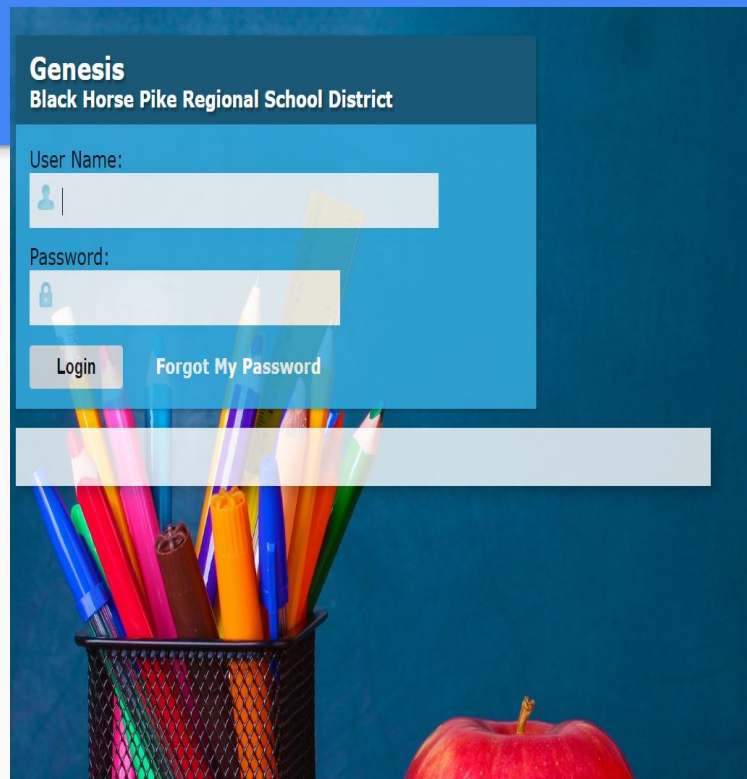 Genesis
Black Horse Pike Regional School District
User Name:
Password:
Login Forgot My Password